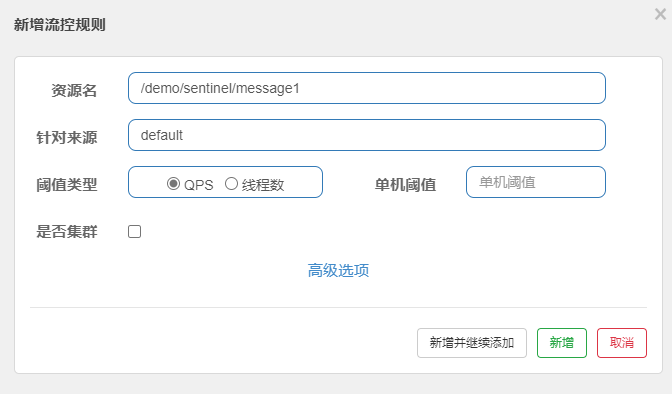 新增流控规则
×
资源名 /demo/sentinel/message1
针对来源 default
阈值类型 QPS 线程数 单机阈值 单机阈值
是否集群
高级选项
新增并继续添加 新增 取消